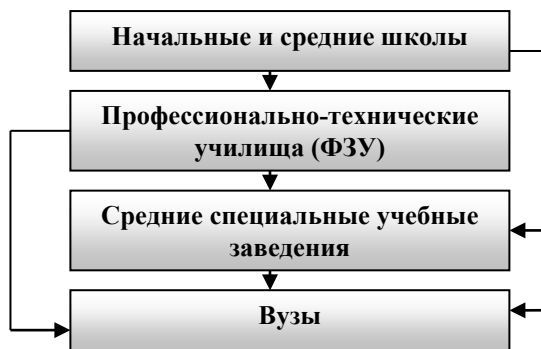 Начальные и средние школы
Профессионально-технические
училища (ФЗУ)
Средние специальные учебные
заведения
Вузы